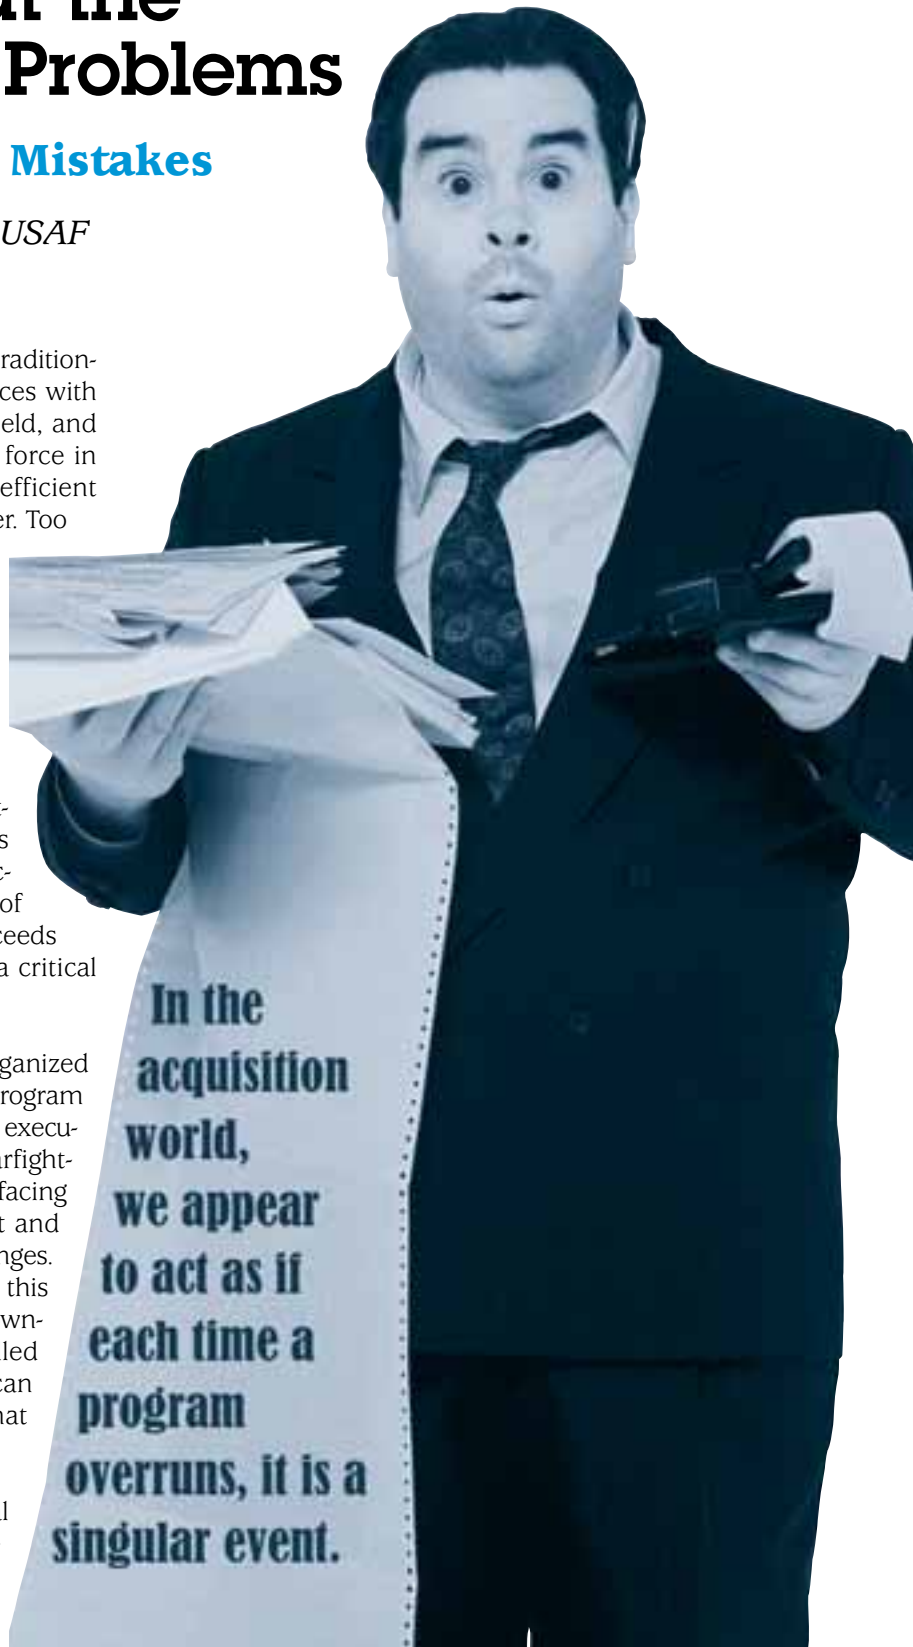 the
Problems
Mistakes
USAF
radition-
ces with
eld, and
force in
efficient
er. Too
s
c-
of
ceeds
a critical
ganized
rogram
execu-
arfight-
facing
t and
nges.
this
wn-
led
can
hat
l
In the
acquisition
world,
we appear
to act as if
each time a
program
overruns, it is a
singular event.